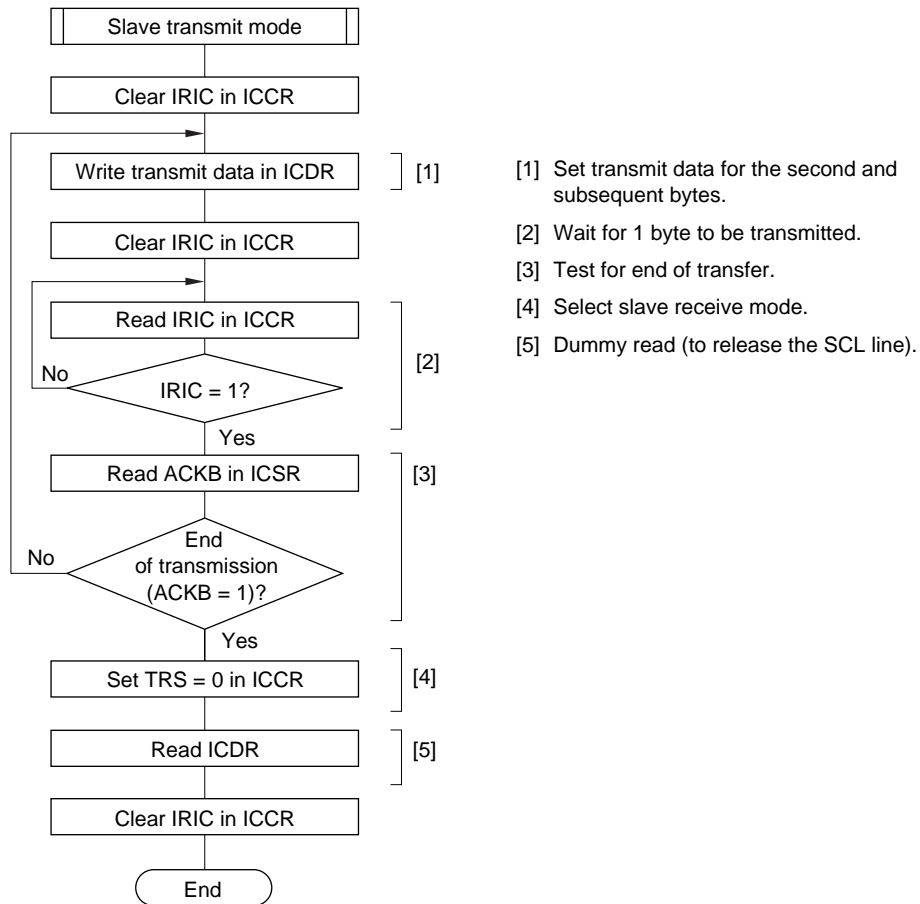 Slave transmit mode
Clear IRIC in ICCR
Write transmit data in ICDR
[1]
Clear IRIC in ICCR
Read IRIC in ICCR
[2]
No
IRIC = 1?
Yes
Read ACKB in ICSR
[3]
No
End
of transmission
(ACKB = 1)?
Yes
Set TRS = 0 in ICCR
[4]
Read ICDR
[5]
Clear IRIC in ICCR
End
[1] Set transmit data for the second and
subsequent bytes.
[2] Wait for 1 byte to be transmitted.
[3] Test for end of transfer.
[4] Select slave receive mode.
[5] Dummy read (to release the SCL line).